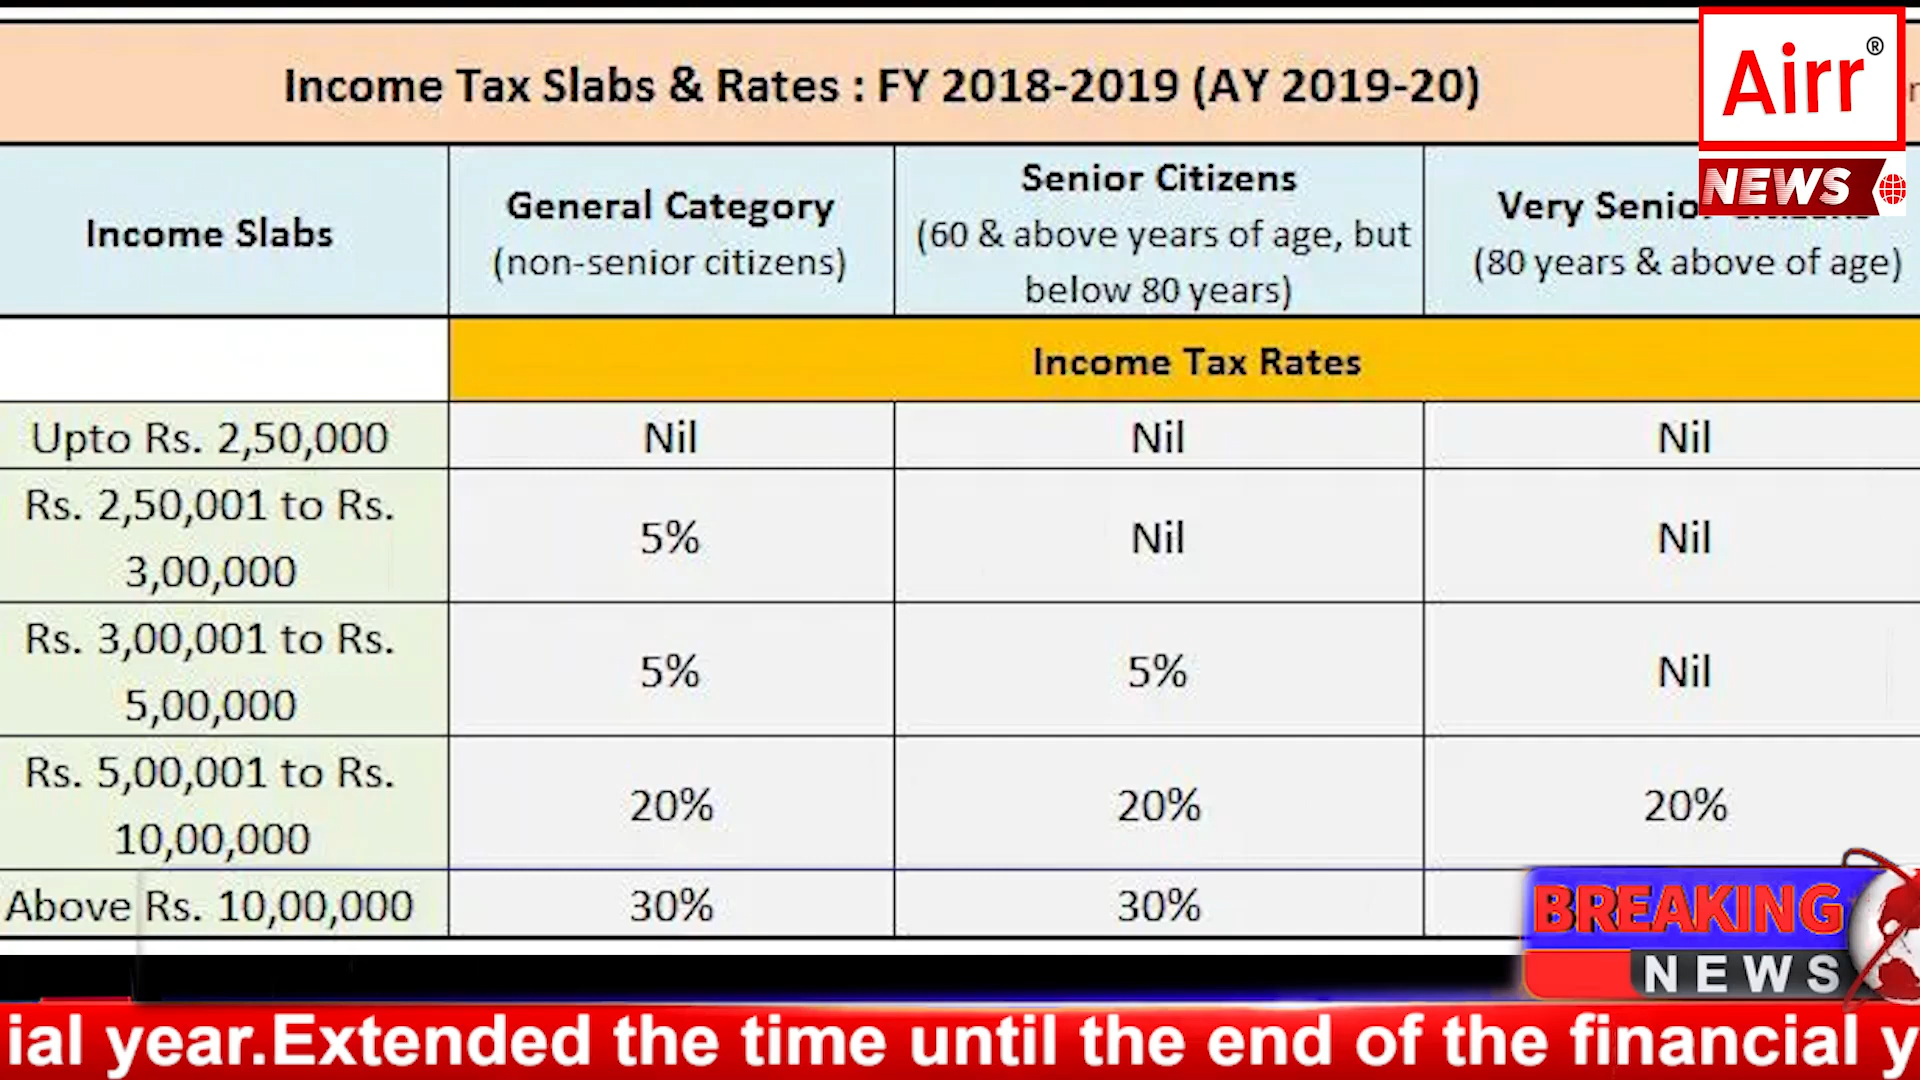 Income Tax Slabs & Rates : FY 2018-2019 (AY 2019-20)
Airr®
NEWS
Income Slabs
General Category
(non-senior citizens)
Senior Citizens
(60 & above years of age, but
below 80 years)
Very Senior
(80 years & above of age)
Income Tax Rates
Upto Rs. 2,50,000
Nil
Nil
Nil
Rs. 2,50,001 to Rs.
3,00,000
5%
Nil
Nil
Rs. 3,00,001 to Rs.
5,00,000
5%
5%
Nil
Rs. 5,00,001 to Rs.
10,00,000
20%
20%
20%
Above Rs. 10,00,000
30%
30%
BREAKING
NEWS
ial year.Extended the time until the end of the financial y